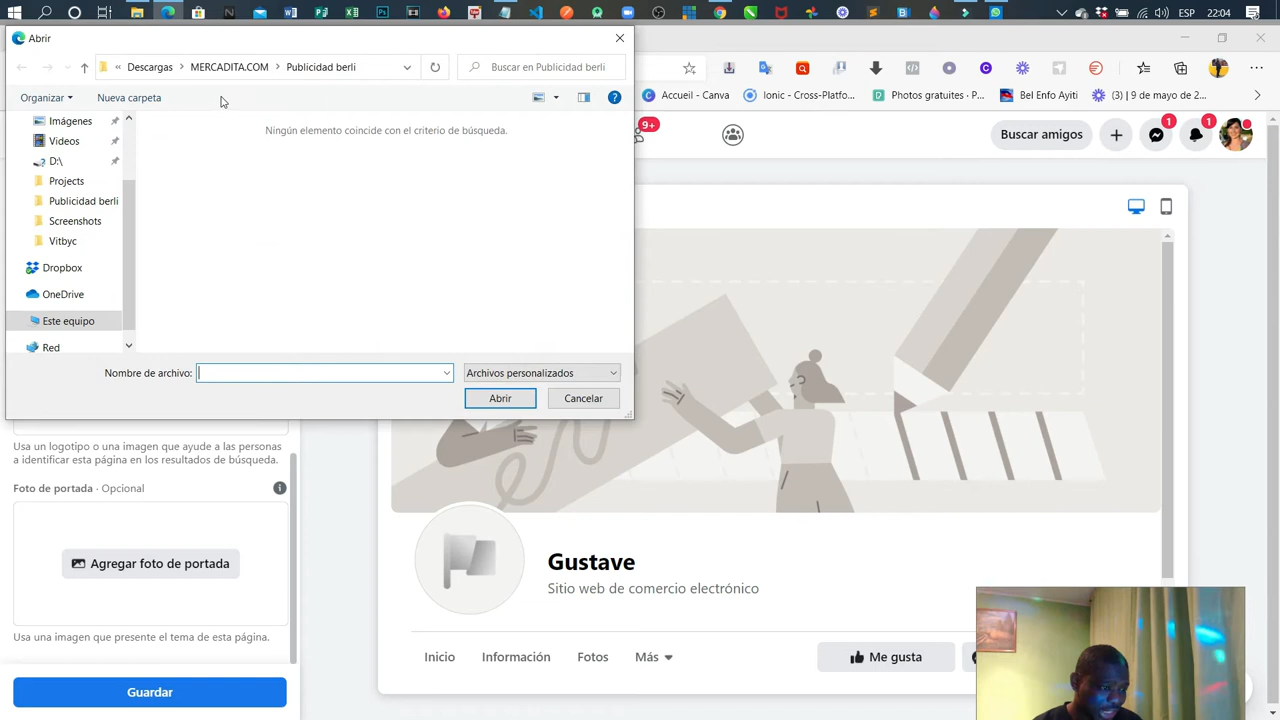 ESP
22:04
Abrir
« Descargas > MERCADITA.COM > Publicidad berli
Buscar en Publicidad berli
Organizar
Nueva carpeta
Accueil - Canva
Ionic - Cross-Platfo...
Photos gratuites - ...
Bel Enfo Ayiti
(3) | 9 de mayo de 2...
Imágenes
Videos
D:\
Projects
Publicidad berli
Screenshots
Vitbyc
Dropbox
OneDrive
Este equipo
Red
Ningún elemento coincide con el criterio de búsqueda.
9+
Buscar amigos
1
1
Nombre de archivo:
Archivos personalizados
Abrir
Cancelar
Usa un logotipo o una imagen que ayude a las personas
a identificar esta página en los resultados de búsqueda.
Foto de portada · Opcional
Agregar foto de portada
Usa una imagen que presente el tema de esta página.
Guardar
Gustave
Sitio web de comercio electrónico
Inicio
Información
Fotos
Más
Me gusta